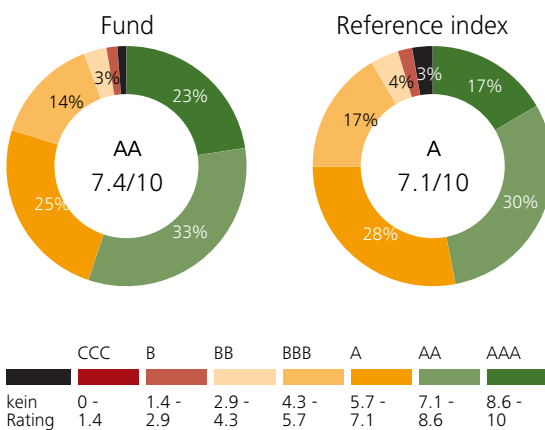 Fund
Reference index
3%
23%
14%
AA
7.4/10
25%
33%
3%
4%
17%
17%
A
7.1/10
30%
28%
CCC B BB BBB A AA AAA
kein 0 - 1.4 - 2.9 - 4.3 - 5.7 - 7.1 - 8.6 -
Rating 1.4 2.9 4.3 5.7 7.1 8.6 10